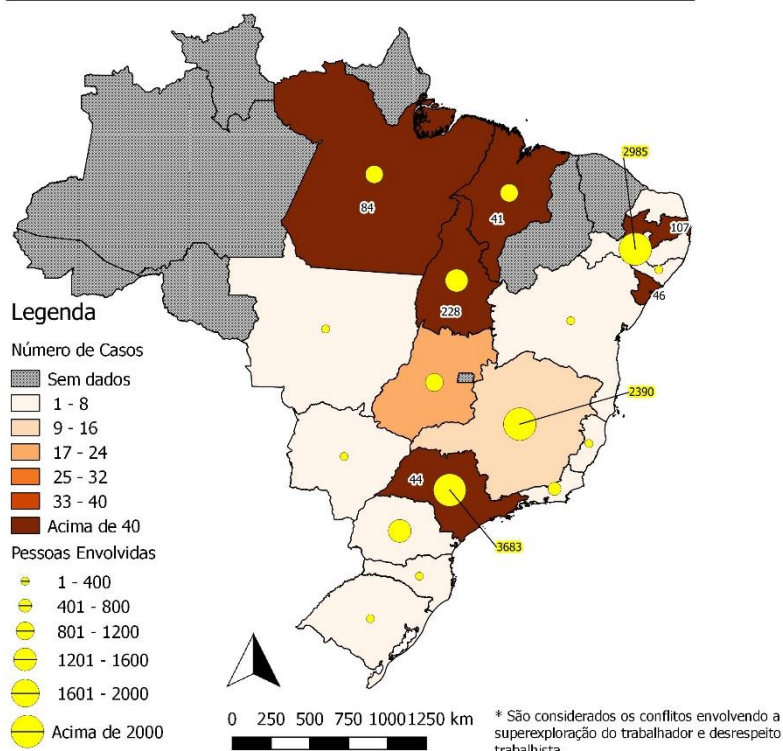 2985
84
41
107
228
46
2390
44
3683
Legenda
Número de Casos
Sem dados
1 - 8
9 - 16
17 - 24
25 - 32
33 - 40
Acima de 40
Pessoas Envolvidas
1 - 400
401 - 800
801 - 1200
1201 - 1600
1601 - 2000
Acima de 2000
0 250 500 750 1000 1250 km
* São considerados os conflitos envolvendo a
superexploração do trabalhador e desrespeito
trabalhista